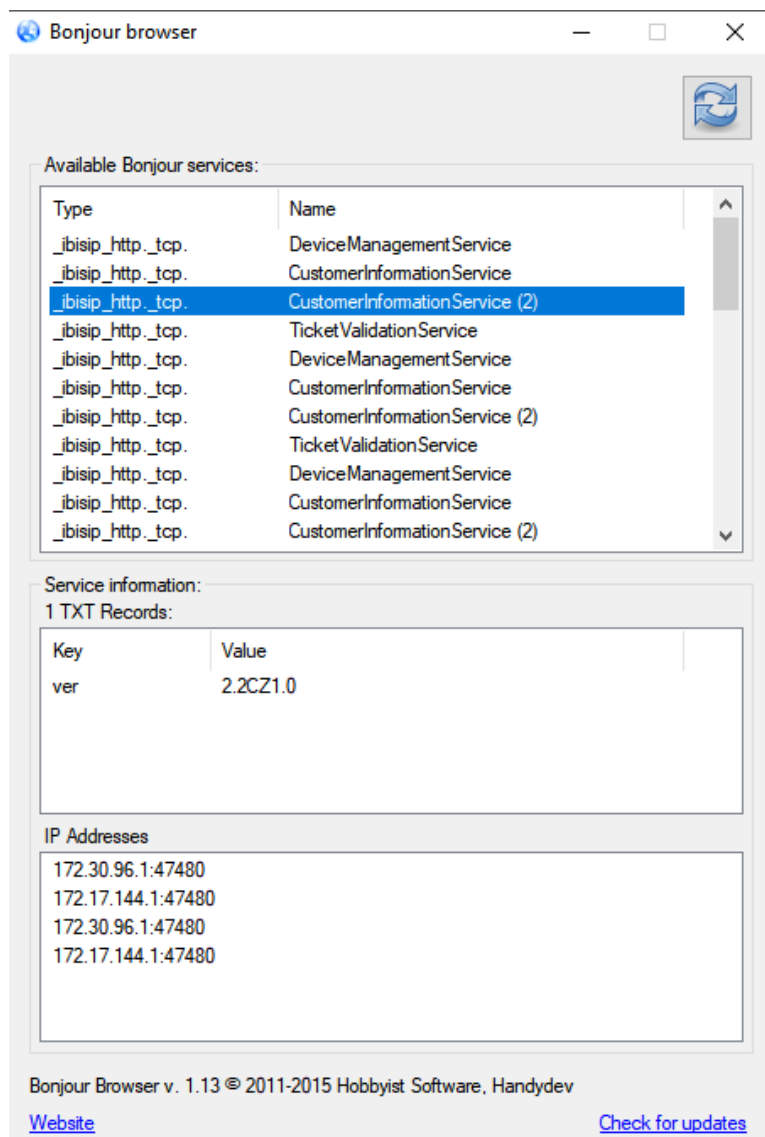 Bonjour browser
Available Bonjour services:
Type Name
_ibisip_http._tcp. DeviceManagementService
_ibisip_http._tcp. CustomerInformationService
_ibisip_http._tcp. CustomerInformationService (2)
_ibisip_http._tcp. TicketValidationService
_ibisip_http._tcp. DeviceManagementService
_ibisip_http._tcp. CustomerInformationService
_ibisip_http._tcp. CustomerInformationService (2)
_ibisip_http._tcp. TicketValidationService
_ibisip_http._tcp. DeviceManagementService
_ibisip_http._tcp. CustomerInformationService
_ibisip_http._tcp. CustomerInformationService (2)
Service information:
1 TXT Records:
Key Value
ver 2.2CZ1.0
IP Addresses
172.30.96.1:47480
172.17.144.1:47480
172.30.96.1:47480
172.17.144.1:47480
Bonjour Browser v. 1.13 © 2011-2015 Hobbyist Software, Handydev
Website Check for updates